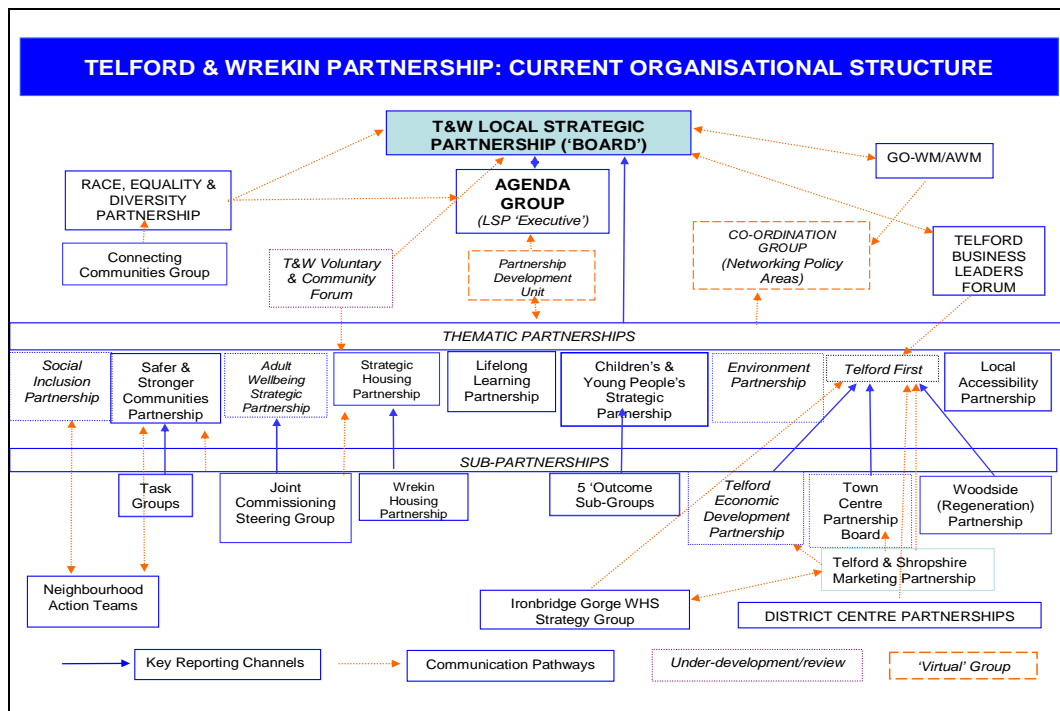 TELFORD & WREKIN PARTNERSHIP: CURRENT ORGANISATIONAL STRUCTURE
T&W LOCAL STRATEGIC
PARTNERSHIP ('BOARD')
GO-WM/AWM
RACE, EQUALITY &
DIVERSITY
PARTNERSHIP
AGENDA
GROUP
(LSP 'Executive')
CO-ORDINATION
GROUP
(Networking Policy
Areas)
TELFORD
BUSINESS
LEADERS
FORUM
Connecting
Communities Group
T&W Voluntary
& Community
Forum
Partnership
Development
Unit
THEMATIC PARTNERSHIPS
Social
Inclusion
Partnership
Safer &
Stronger
Communities
Partnership
Adult
Wellbeing
Strategic
Partnership
Strategic
Housing
Partnership
Lifelong
Learning
Partnership
Children's &
Young People's
Strategic
Partnership
Environment
Partnership
Telford First
Local
Accessibility
Partnership
SUB-PARTNERSHIPS
Task
Groups
Joint
Commissioning
Steering Group
Wrekin
Housing
Partnership
5 'Outcome
Sub-Groups
Telford
Economic
Development
Partnership
Town
Centre
Partnership
Board
Woodside
(Regeneration)
Partnership
Telford & Shropshire
Marketing Partnership
Neighbourhood
Action Teams
Ironbridge Gorge WHS
Strategy Group
DISTRICT CENTRE PARTNERSHIPS
Key Reporting Channels
Communication Pathways
Under-development/review
'Virtual' Group